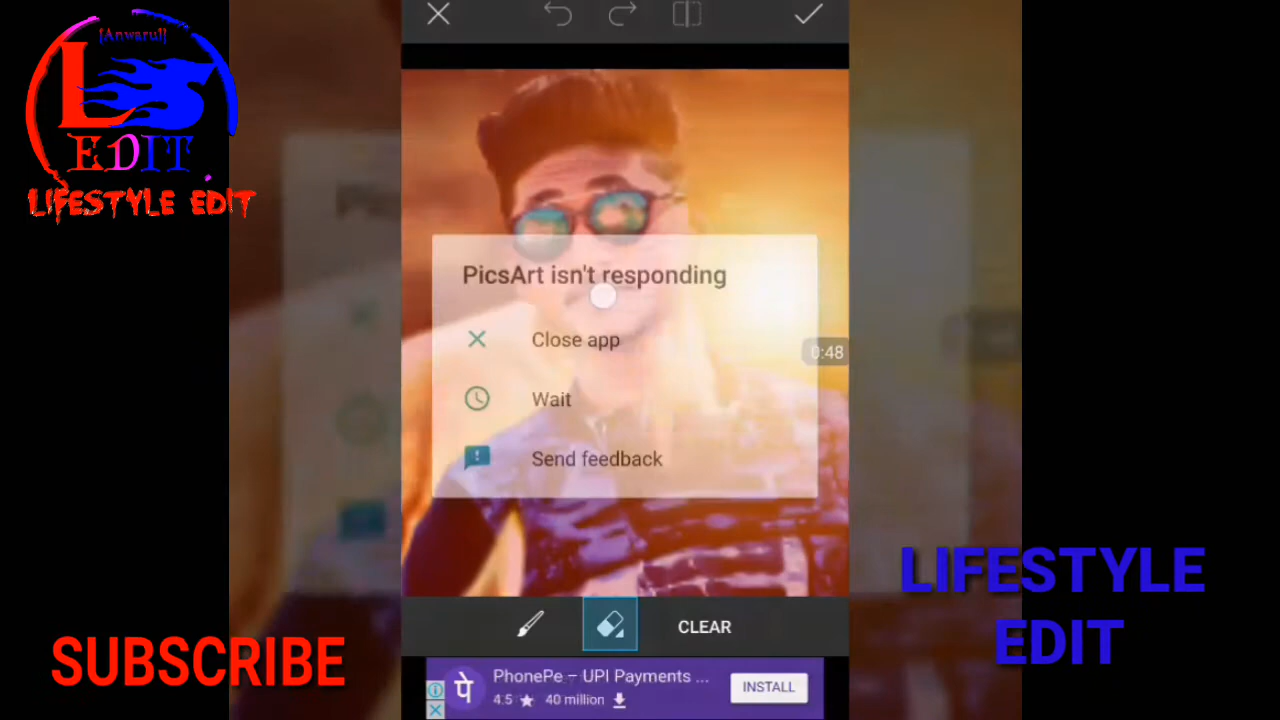 [Anwarul]
LS
EDIT
LIFESTYLE EDIT
PicsArt isn't responding
Close app
0:48
Wait
Send feedback
LIFESTYLE
EDIT
CLEAR
SUBSCRIBE
पे
PhonePe – UPI Payments ...
4.5 ★ 40 million
INSTALL